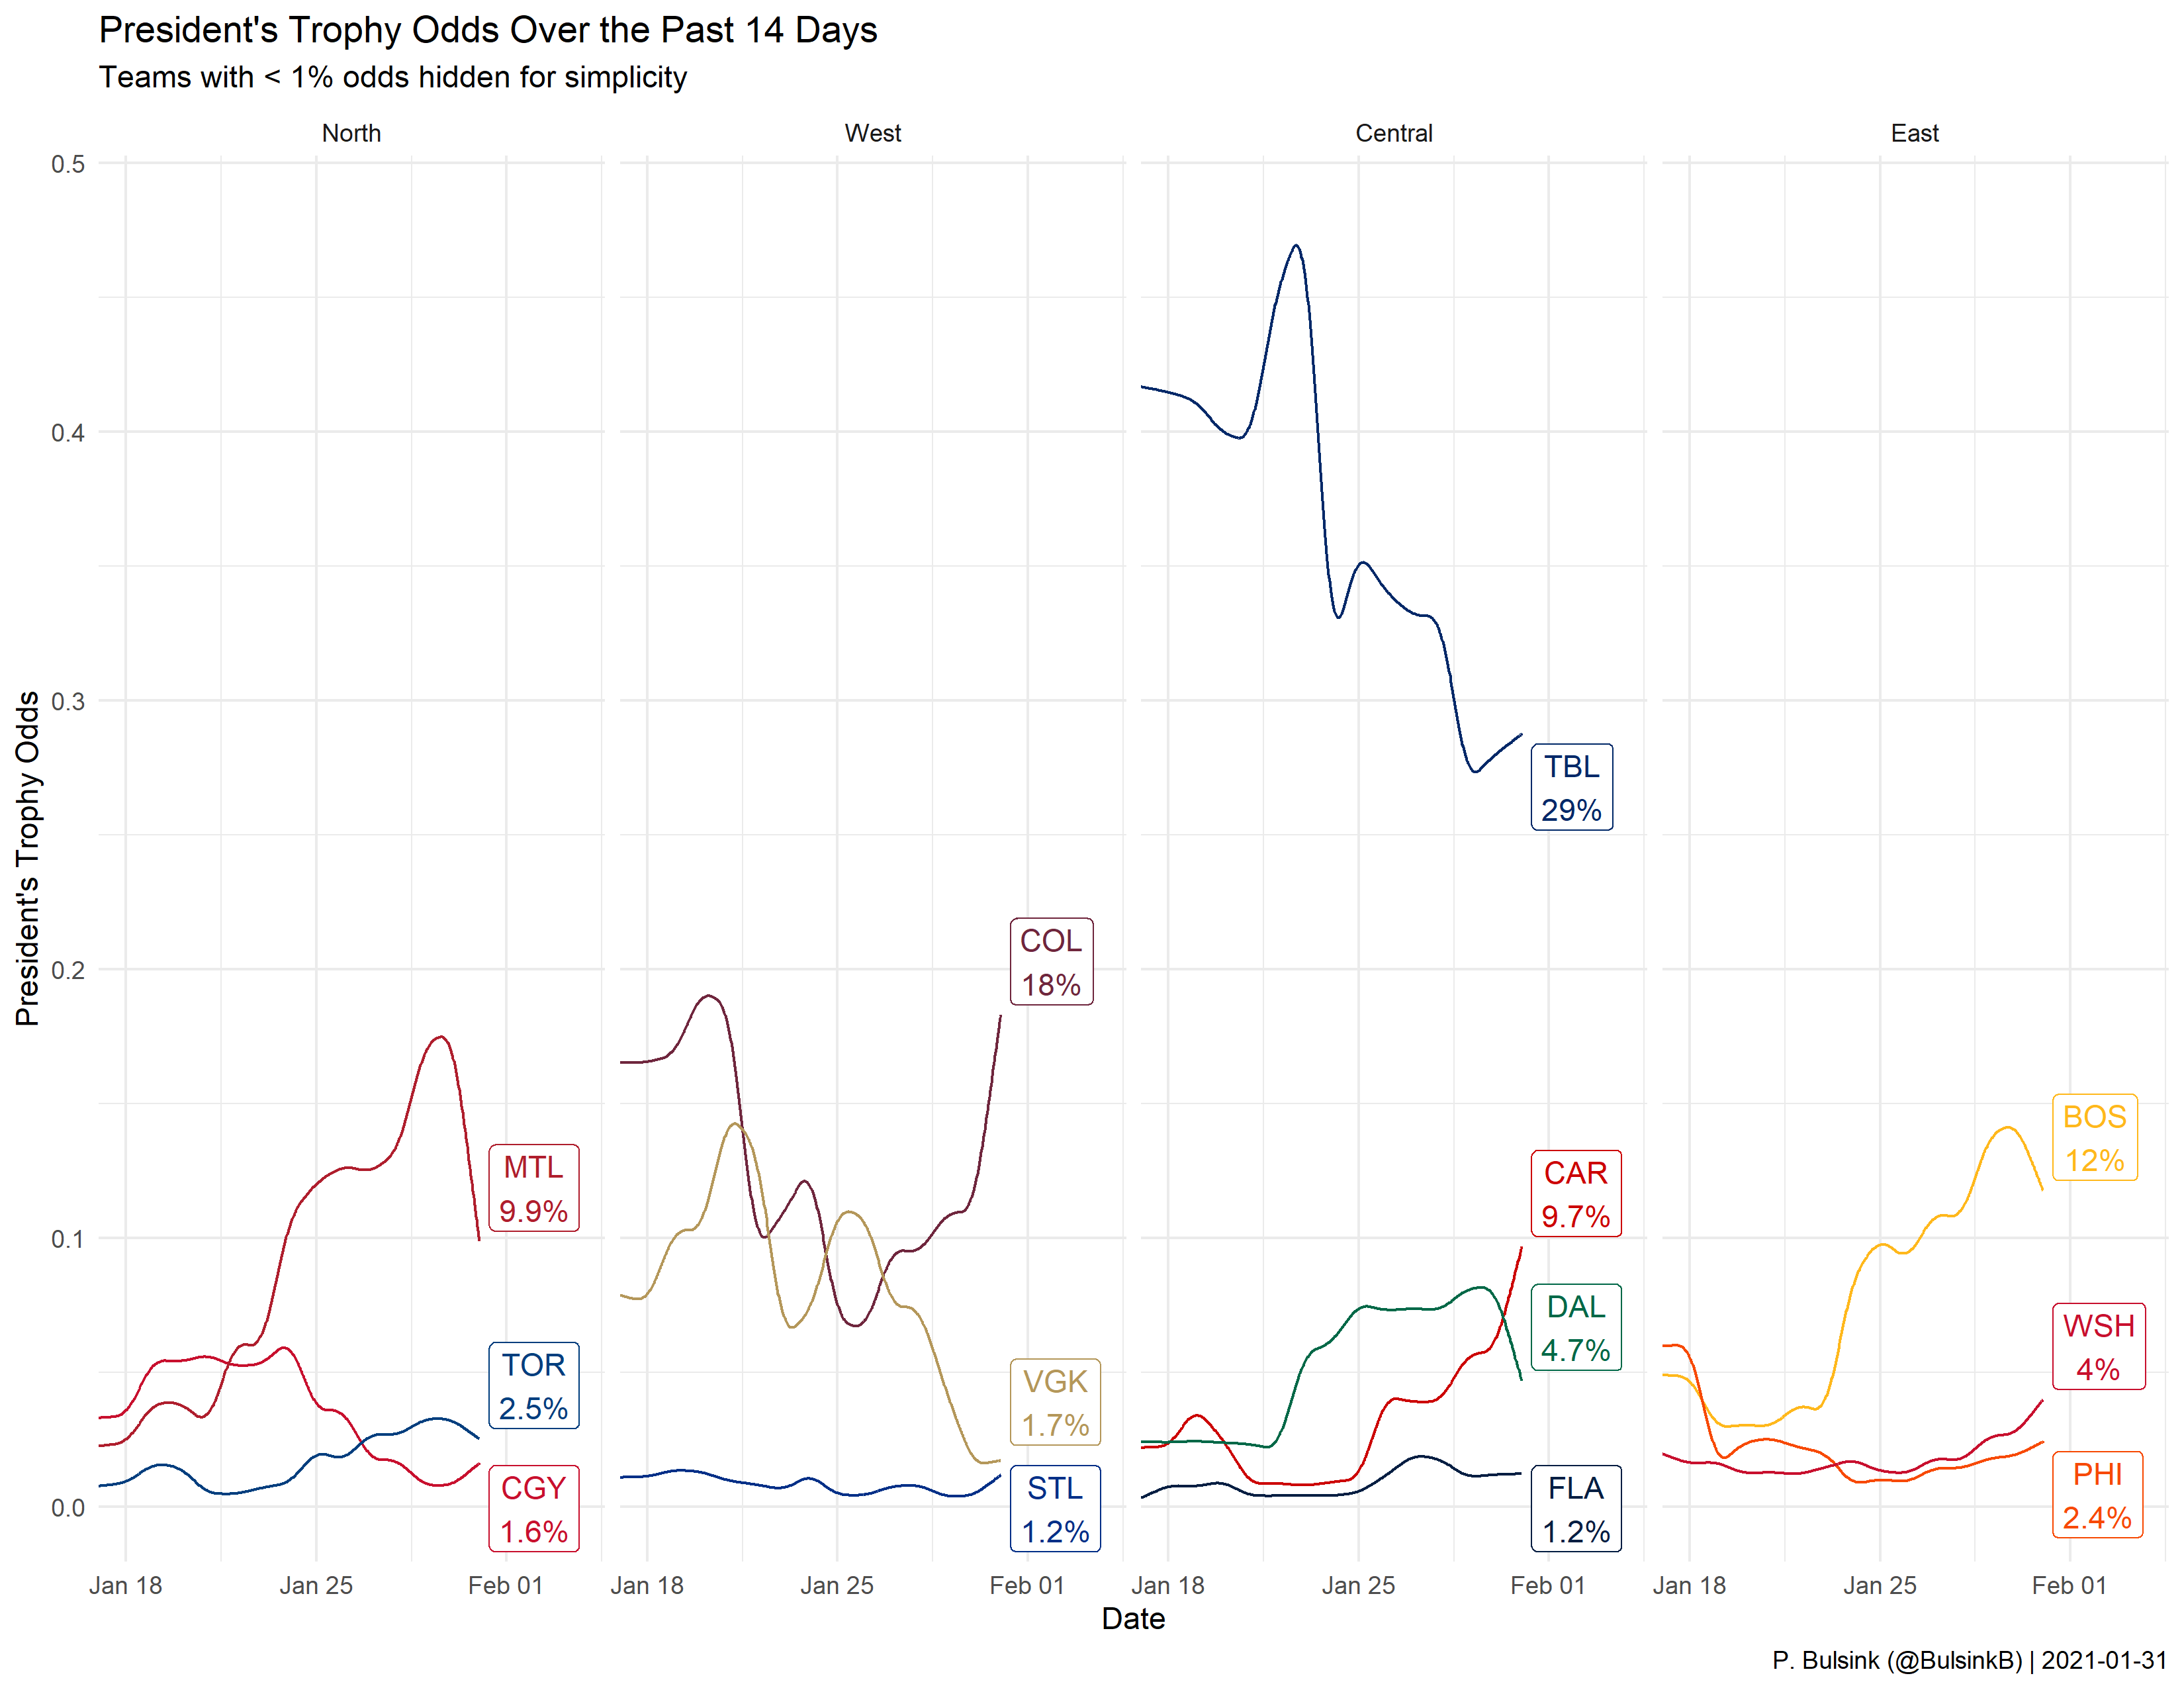 President's Trophy Odds Over the Past 14 Days
Teams with < 1% odds hidden for simplicity
North
West
Central
East
President's Trophy Odds
0.5
0.4
0.3
0.2
0.1
0.0
MTL
9.9%
TOR
2.5%
CGY
1.6%
COL
18%
VGK
1.7%
STL
1.2%
TBL
29%
CAR
9.7%
DAL
4.7%
FLA
1.2%
BOS
12%
WSH
4%
PHI
2.4%
Jan 18
Jan 25
Feb 01
Jan 18
Jan 25
Feb 01
Jan 18
Jan 25
Feb 01
Jan 18
Jan 25
Feb 01
Date
P. Bulsink (@BulsinkB) | 2021-01-31